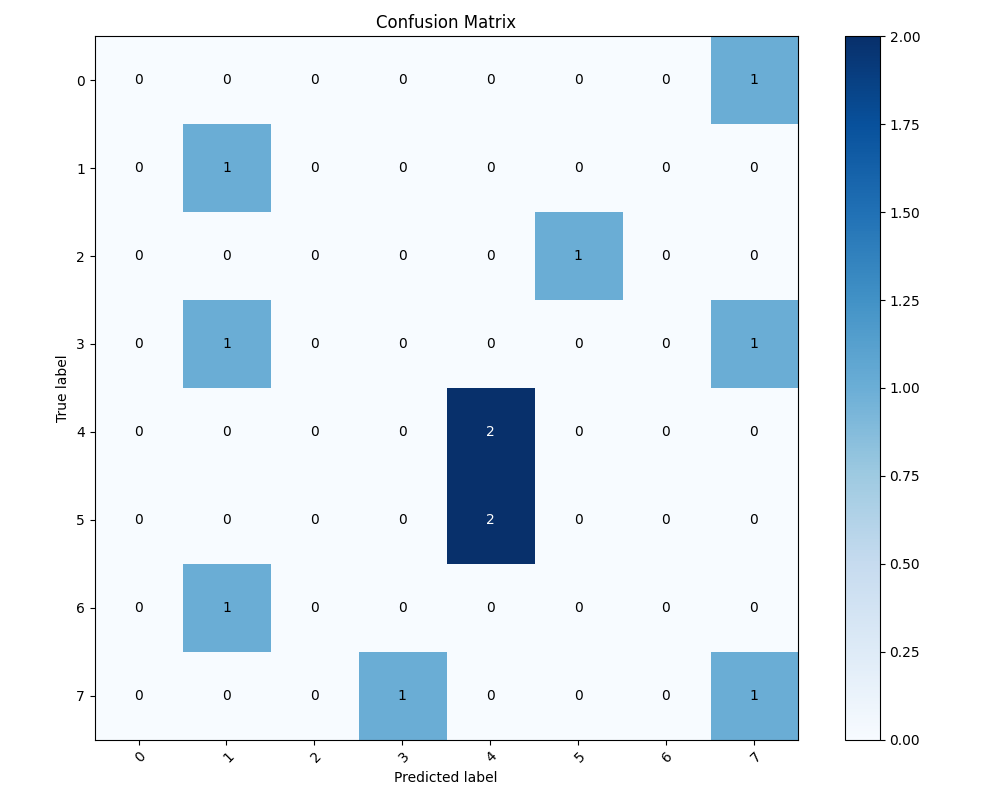 Confusion Matrix
0 0 0 0 0 0 0 0 1
1 0 1 0 0 0 0 0 0
2 0 0 0 0 0 1 0 0
3 0 1 0 0 0 0 0 1
4 0 0 0 0 2 0 0 0
5 0 0 0 0 2 0 0 0
6 0 1 0 0 0 0 0 0
7 0 0 0 1 0 0 0 1
0 1 2 3 4 5 6 7
True label
Predicted label
2.00
1.75
1.50
1.25
1.00
0.75
0.50
0.25
0.00